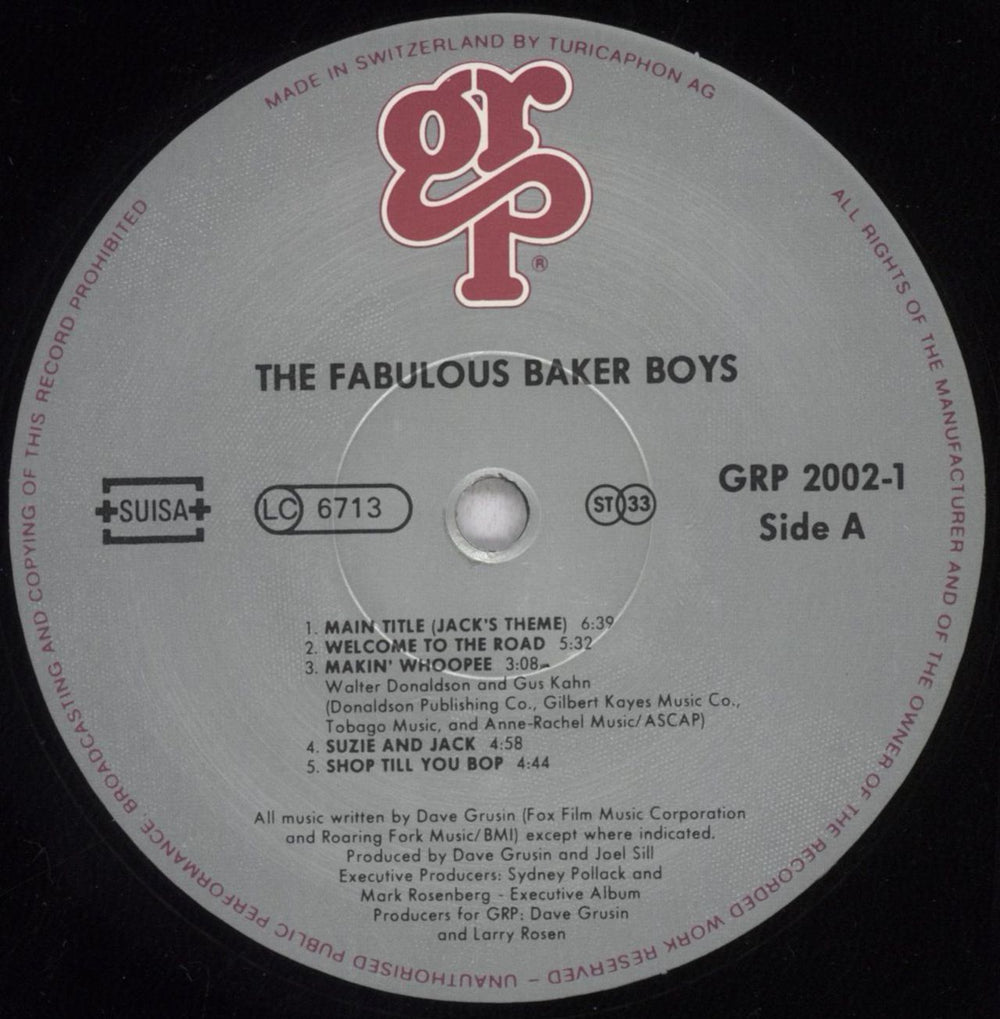 MADE IN SWITZERLAND BY TURICAPHON AG
grp®
ALL RIGHTS OF THE MANUFACTURER AND OF THE OWNER OF THE RECORDED WORK RESERVED – UNAUTHORISED PUBLIC PERFORMANCE, BROADCASTING AND COPYING OF THIS RECORD PROHIBITED
THE FABULOUS BAKER BOYS
SUISA
LC 6713
ST 33
GRP 2002-1
Side A
1. MAIN TITLE (JACK'S THEME) 6:39
2. WELCOME TO THE ROAD 5:32
3. MAKIN' WHOOPEE 3:08
Walter Donaldson and Gus Kahn
(Donaldson Publishing Co., Gilbert Kayes Music Co.,
Tobago Music, and Anne-Rachel Music/ASCAP)
4. SUZIE AND JACK 4:58
5. SHOP TILL YOU BOP 4:44
All music written by Dave Grusin (Fox Film Music Corporation
and Roaring Fork Music/BMI) except where indicated.
Produced by Dave Grusin and Joel Sill
Executive Producers: Sydney Pollack and
Mark Rosenberg - Executive Album
Producers for GRP: Dave Grusin
and Larry Rosen